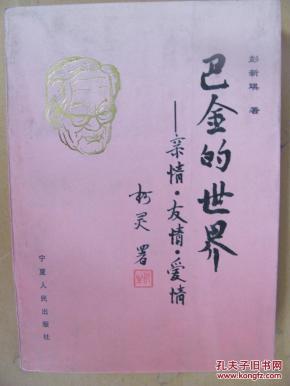 彭新琪 著
巴金的世界
——亲情·友情·爱情
柯灵 署
宁夏人民出版社
孔夫子旧书网